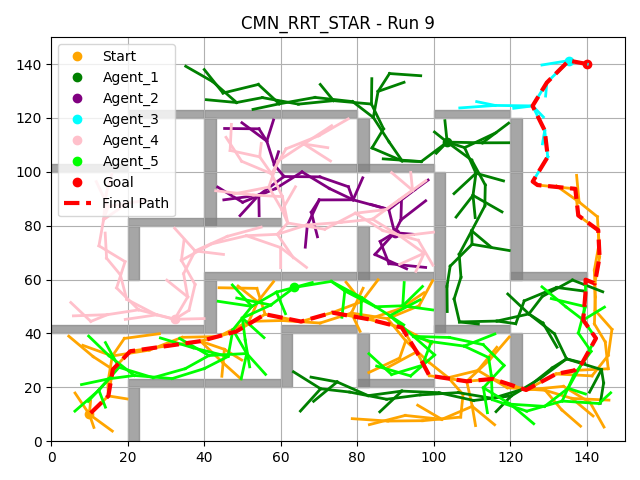 CMN_RRT_STAR - Run 9
Start
Agent_1
Agent_2
Agent_3
Agent_4
Agent_5
Goal
Final Path
140
120
100
80
60
40
20
0
0 20 40 60 80 100 120 140